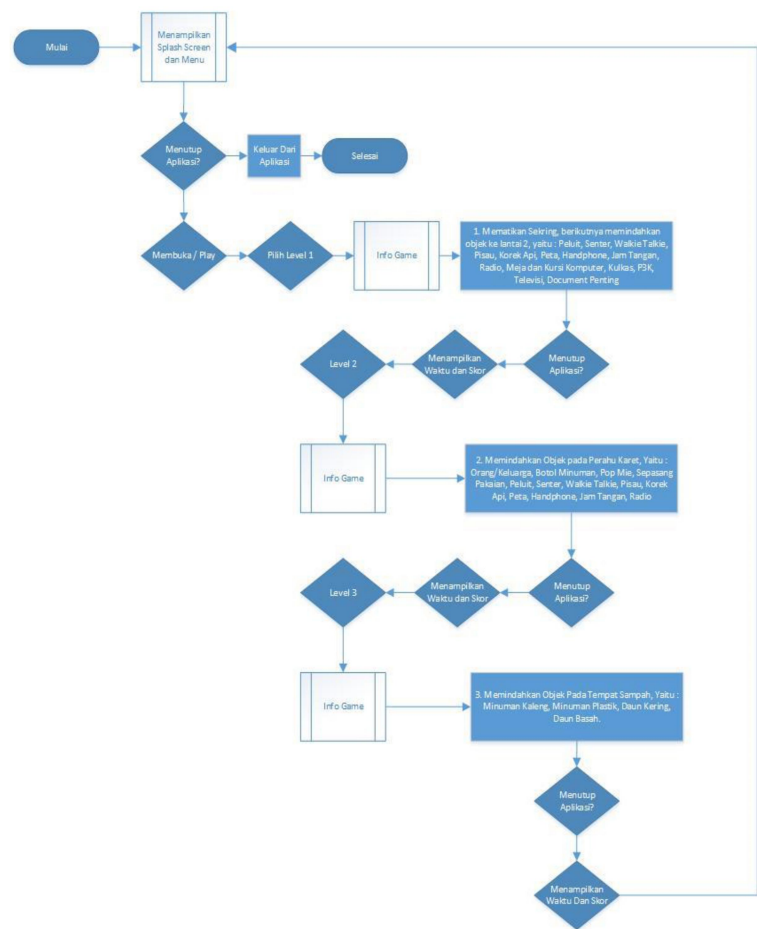 Mulai
Menampilkan
Splash Screen
dan Menu
Menutup
Aplikasi?
Keluar Dari
Aplikasi
Selesai
Membuka / Play
Pilih Level 1
Info Game
1. Mematikan Sekring, berikutnya memindahkan
objek ke lantai 2, yaitu : Peluit, Senter, Walkie Talkie,
Pisau, Korek Api, Peta, Handphone, Jam Tangan,
Radio, Meja dan Kursi Komputer, Kulkas, P3K,
Televisi, Document Penting
Level 2
Menampilkan
Waktu dan Skor
Menutup
Aplikasi?
Info Game
2. Memindahkan Objek pada Perahu Karet, Yaitu :
Orang/Keluarga, Botol Minuman, Pop Mie, Sepasang
Pakaian, Peluit, Senter, Walkie Talkie, Pisau, Korek
Api, Peta, Handphone, Jam Tangan, Radio
Level 3
Menampilkan
Waktu dan Skor
Menutup
Aplikasi?
Info Game
3. Memindahkan Objek Pada Tempat Sampah, Yaitu :
Minuman Kaleng, Minuman Plastik, Daun Kering,
Daun Basah.
Menutup
Aplikasi?
Menampilkan
Waktu Dan Skor